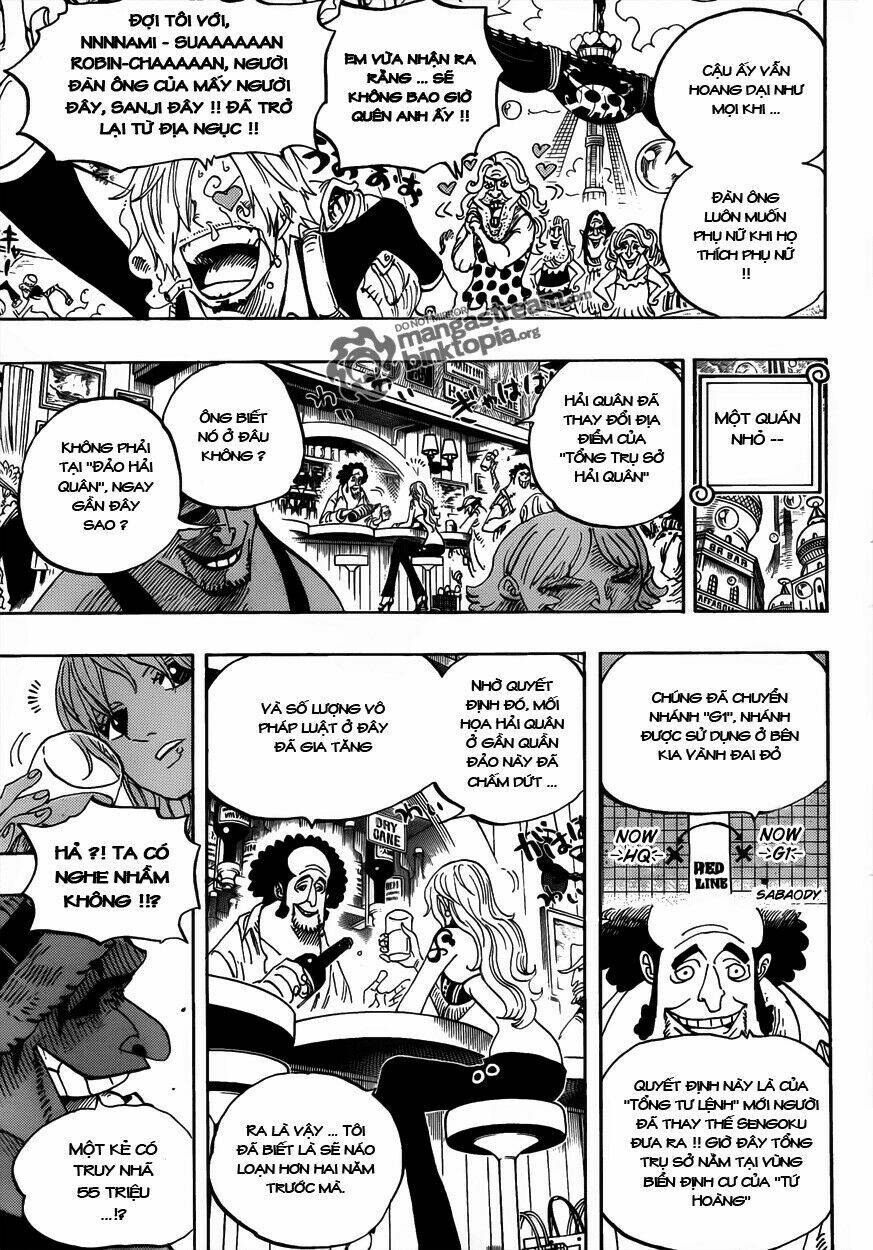 CẬU ẤY VẪN
HOANG DẠI NHƯ
MỌI KHI ...
ĐÀN ÔNG
LUÔN MUỐN
PHỤ NỮ KHI HỌ
THÍCH PHỤ NỮ
!!
EM VỪA NHẬN RA
RẰNG ... SẼ
KHÔNG BAO GIỜ
QUÊN ANH ẤY !!
ĐỢI TÔI VỚI,
NNNNAMI - SUAAAAAAN
ROBIN-CHAAAAAN, NGƯỜI
ĐÀN ÔNG CỦA MẤY NGƯỜI
ĐÂY, SANJI ĐÂY !! ĐÃ TRỞ
LẠI TỪ ĐỊA NGỤC !!
DO NOT MIRROR
mangastream.com
binktopia.org
MỘT QUÁN
NHỎ --
HẢI QUÂN ĐÃ
THAY ĐỔI ĐỊA
ĐIỂM CỦA
"TỔNG TRỤ SỞ
HẢI QUÂN"
ÔNG BIẾT
NÓ Ở ĐÂU
KHÔNG ?
KHÔNG PHẢI
TẠI "ĐẢO HẢI
QUÂN", NGAY
GẦN ĐÂY
SAO ?
CHÚNG ĐÃ CHUYỂN
NHÁNH "G1", NHÁNH
ĐƯỢC SỬ DỤNG Ở BÊN
KIA VÀNH ĐAI ĐỎ
NOW
HQ
NOW
G1
RED
LINE
SABAODY
QUYẾT ĐỊNH NÀY LÀ CỦA
"TỔNG TƯ LỆNH" MỚI NGƯỜI
ĐÃ THAY THẾ SENGOKU
ĐƯA RA !! GIỜ ĐÂY TỔNG
TRỤ SỞ NẰM TẠI VÙNG
BIỂN ĐỊNH CƯ CỦA "TỨ
HOÀNG"
NHỜ QUYẾT
ĐỊNH ĐÓ, MỐI
HỌA HẢI QUÂN
Ở GẦN QUẦN
ĐẢO NÀY ĐÃ
CHẤM DỨT ...
VÀ SỐ LƯỢNG VÔ
PHÁP LUẬT Ở ĐÂY
ĐÃ GIA TĂNG
DRY
CANE
RA LÀ VẬY ... TÔI
ĐÃ BIẾT LÀ SẼ NÁO
LOẠN HƠN HAI NĂM
TRƯỚC MÀ.
HẢ ?! TA CÓ
NGHE NHẦM
KHÔNG !!?
MỘT KẺ CÓ
TRUY NHÃ
55 TRIỆU
...!?